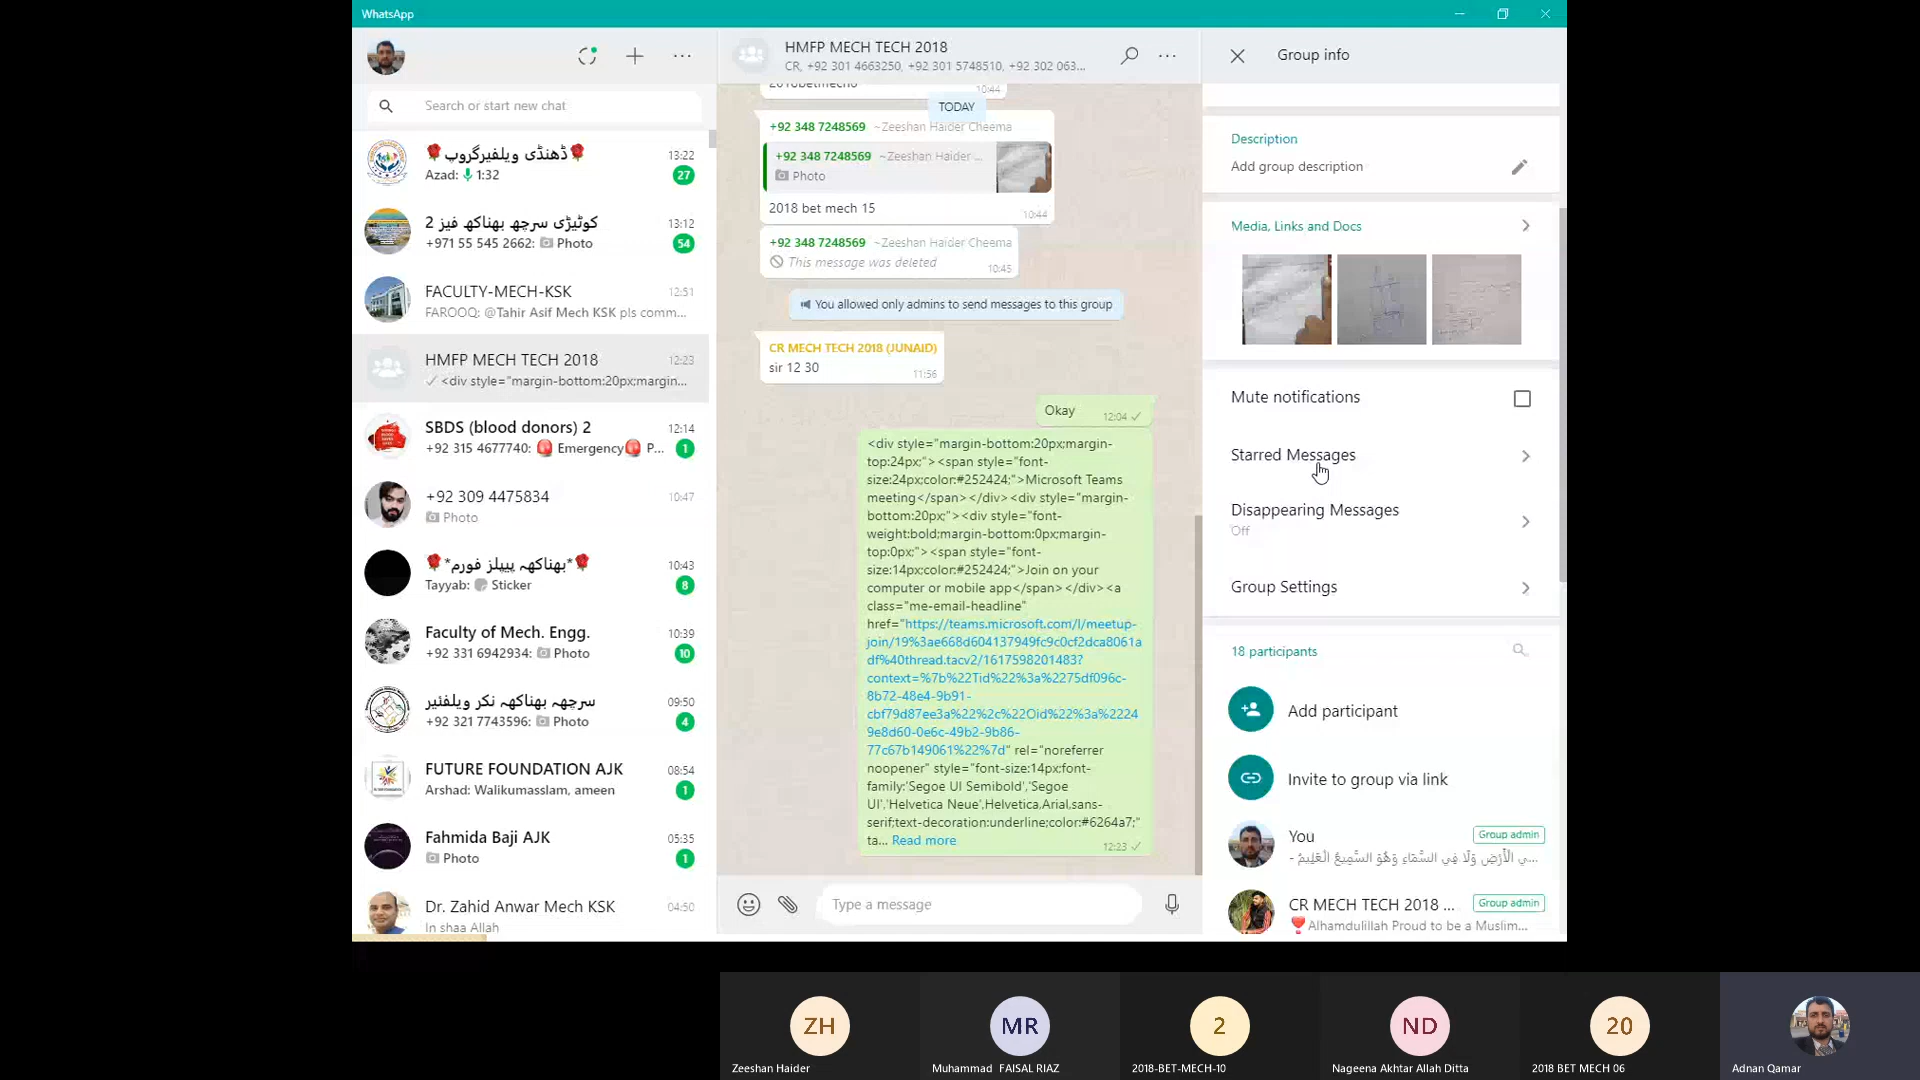 WhatsApp
Search or start new chat
🌹ڈھنڈی ویلفیرگروپ🌹
13:22
Azad: 1:32
27
کوٹیڑی سرچھ بھناکھ فیز 2
13:12
+971 55 545 2662: Photo
54
FACULTY-MECH-KSK
12:51
FAROOQ: @Tahir Asif Mech KSK pls comm...
HMFP MECH TECH 2018
12:23
<div style="margin-bottom:20px;margin...
SBDS (blood donors) 2
12:14
+92 315 4677740: 🚨 Emergency🚨 P...
1
+92 309 4475834
10:47
Photo
🌹*بھناکھہ پیپلز فورم*🌹
10:43
Tayyab: Sticker
8
Faculty of Mech. Engg.
10:39
+92 331 6942934: Photo
10
سرچھہ بھناکھہ نکر ویلفئیر
09:50
+92 321 7743596: Photo
4
FUTURE FOUNDATION AJK
08:54
Arshad: Walikumasslam, ameen
1
Fahmida Baji AJK
05:35
Photo
1
Dr. Zahid Anwar Mech KSK
04:50
In shaa Allah
HMFP MECH TECH 2018
CR, +92 301 4663250, +92 301 5748510, +92 302 063...
10:44
TODAY
+92 348 7248569 ~Zeeshan Haider Cheema
+92 348 7248569 ~Zeeshan Haider ...
Photo
2018 bet mech 15
10:44
+92 348 7248569 ~Zeeshan Haider Cheema
This message was deleted
10:45
You allowed only admins to send messages to this group
CR MECH TECH 2018 (JUNAID)
sir 12 30
11:56
Okay
12:04
<div style="margin-bottom:20px;margin-
top:24px;"><span style="font-
size:24px;color:#252424;">Microsoft Teams
meeting</span></div><div style="margin-
bottom:20px;"><div style="font-
weight:bold;margin-bottom:0px;margin-
top:0px;"><span style="font-
size:14px;color:#252424;">Join on your
computer or mobile app</span></div><a
class="me-email-headline"
href="https://teams.microsoft.com/l/meetup-
join/19%3ae668d604137949fc9c0cf2dca8061a
df%40thread.tacv2/1617598201483?
context=%7b%22Tid%22%3a%2275df096c-
8b72-48e4-9b91-
cbf79d87ee3a%22%2c%22Oid%22%3a%2224
9e8d60-0e6c-49b2-9b86-
77c67b149061%22%7d" rel="noreferrer
noopener" style="font-size:14px;font-
family:'Segoe UI Semibold','Segoe
UI','Helvetica Neue',Helvetica,Arial,sans-
serif;text-decoration:underline;color:#6264a7;"
ta... Read more
12:23
Type a message
Group info
Description
Add group description
Media, Links and Docs
Mute notifications
Starred Messages
Disappearing Messages
Off
Group Settings
18 participants
Add participant
Invite to group via link
You
Group admin
ي الْأَرْضِ وَلَا فِي السَّمَاءِ وَهُوَ السَّمِيعُ الْعَلِيمُ - ...
CR MECH TECH 2018 ...
Group admin
❣Alhamdulillah Proud to be a Muslim...
ZH
Zeeshan Haider
MR
Muhammad FAISAL RIAZ
2
2018-BET-MECH-10
ND
Nageena Akhtar Allah Ditta
20
2018 BET MECH 06
Adnan Qamar